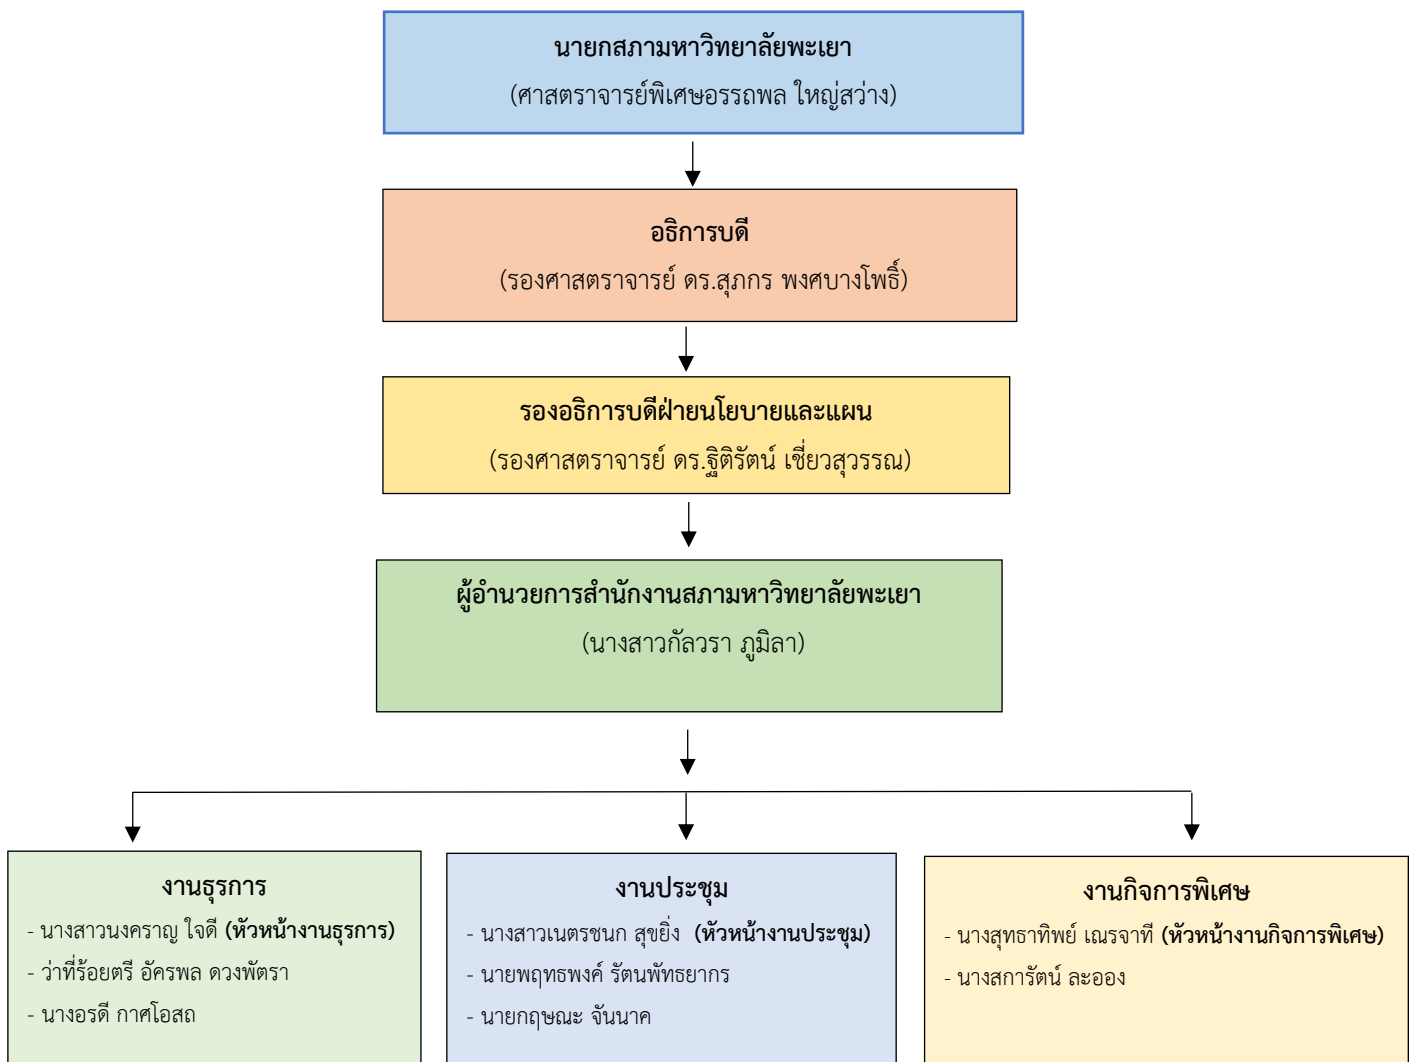 นายกสภามหาวิทยาลัยพะเยา
(ศาสตราจารย์พิเศษอรรถพล ใหญ่สว่าง)
อธิการบดี
(รองศาสตราจารย์ ดร.สุภกร พงศบางโพธิ์)
รองอธิการบดีฝ่ายนโยบายและแผน
(รองศาสตราจารย์ ดร.ฐิติรัตน์ เชี่ยวสุวรรณ)
ผู้อำนวยการสำนักงานสภามหาวิทยาลัยพะเยา
(นางสาวกัลวรา ภูมิลา)
งานธุรการ
- นางสาวนงคราญ ใจดี (หัวหน้างานธุรการ)
- ว่าที่ร้อยตรี อัครพล ดวงพัตรา
- นางอรดี กาศโอสถ
งานประชุม
- นางสาวเนตรชนก สุขยิ่ง (หัวหน้างานประชุม)
- นายพฤทธพงค์ รัตนพัทธยากร
- นายกฤษณะ จันนาค
งานกิจการพิเศษ
- นางสุทธาทิพย์ เณรจาที (หัวหน้างานกิจการพิเศษ)
- นางสการัตน์ ละออง